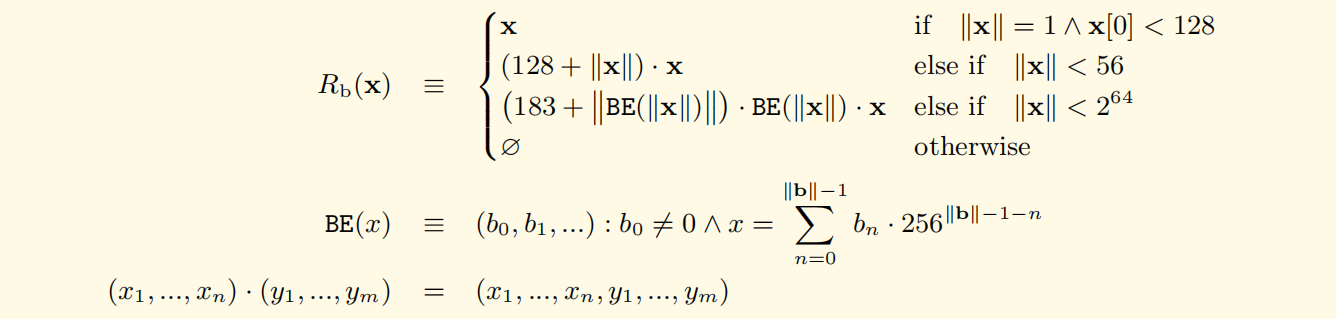 R_b(𝐱) ≡ { 𝐱 if ‖𝐱‖ = 1 ∧ 𝐱[0] < 128
(128 + ‖𝐱‖) · 𝐱 else if ‖𝐱‖ < 56
(183 + ‖BE(‖𝐱‖)‖) · BE(‖𝐱‖) · 𝐱 else if ‖𝐱‖ < 2^64
∅ otherwise
BE(x) ≡ (b_0, b_1, ...) : b_0 ≠ 0 ∧ x = ∑_{n=0}^{‖𝐛‖−1} b_n · 256^{‖𝐛‖−1−n}
(x_1, ..., x_n) · (y_1, ..., y_m) = (x_1, ..., x_n, y_1, ..., y_m)